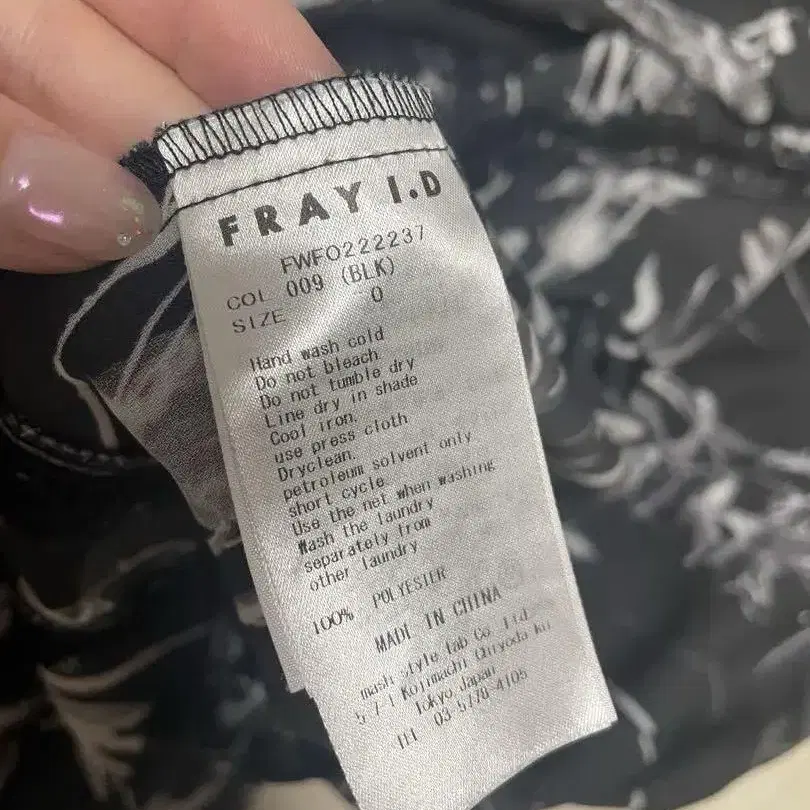 FRAY I.D
FWFO222237
COL 009 (BLK)
SIZE 0
Hand wash cold
Do not bleach
Do not tumble dry
Line dry in shade
Cool iron.
use press cloth
Dryclean.
petroleum solvent only
short cycle
Use the net when washing
Wash the laundry
separately from
other laundry
100% POLYESTER
MADE IN CHINA
mash style lab Co.,Ltd.
5-7-1 Kojimachi Chiyoda-ku
Tokyo Japan
TEL 03-5778-4105